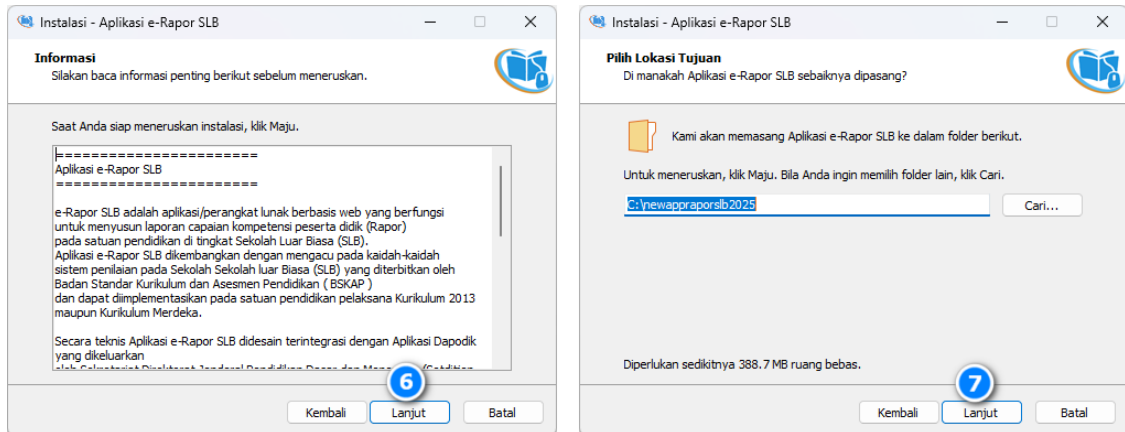 Instalasi - Aplikasi e-Rapor SLB
Informasi
Silakan baca informasi penting berikut sebelum meneruskan.
Saat Anda siap meneruskan instalasi, klik Maju.
=======================
Aplikasi e-Rapor SLB
=======================
e-Rapor SLB adalah aplikasi/perangkat lunak berbasis web yang berfungsi
untuk menyusun laporan capaian kompetensi peserta didik (Rapor)
pada satuan pendidikan di tingkat Sekolah Luar Biasa (SLB).
Aplikasi e-Rapor SLB dikembangkan dengan mengacu pada kaidah-kaidah
sistem penilaian pada Sekolah Sekolah luar Biasa (SLB) yang diterbitkan oleh
Badan Standar Kurikulum dan Asesmen Pendidikan ( BSKAP )
dan dapat diimplementasikan pada satuan pendidikan pelaksana Kurikulum 2013
maupun Kurikulum Merdeka.
Secara teknis Aplikasi e-Rapor SLB didesain terintegrasi dengan Aplikasi Dapodik
yang dikeluarkan
6
Kembali
Lanjut
Batal
Instalasi - Aplikasi e-Rapor SLB
Pilih Lokasi Tujuan
Di manakah Aplikasi e-Rapor SLB sebaiknya dipasang?
Kami akan memasang Aplikasi e-Rapor SLB ke dalam folder berikut.
Untuk meneruskan, klik Maju. Bila Anda ingin memilih folder lain, klik Cari.
C:\newappraporslb2025
Cari...
Diperlukan sedikitnya 388.7 MB ruang bebas.
7
Kembali
Lanjut
Batal